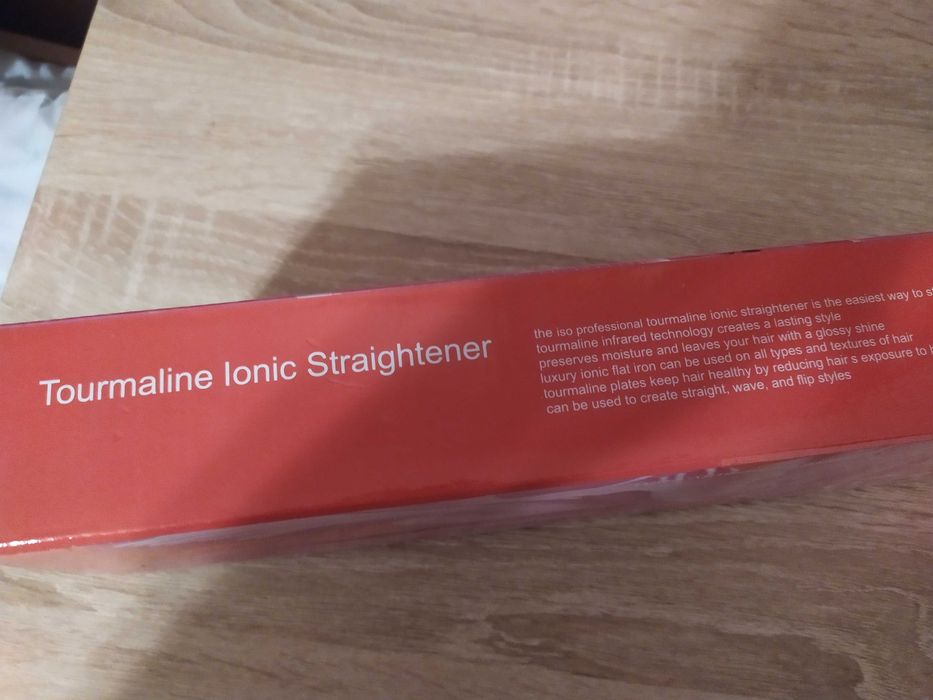 Tourmaline Ionic Straightener
the iso professional tourmaline ionic straightener is the easiest way to
tourmaline infrared technology creates a lasting style
preserves moisture and leaves your hair with a glossy shine
luxury ionic flat iron can be used on all types and textures of hair
tourmaline plates keep hair healthy by reducing hair s exposure to
can be used to create straight, wave, and flip styles